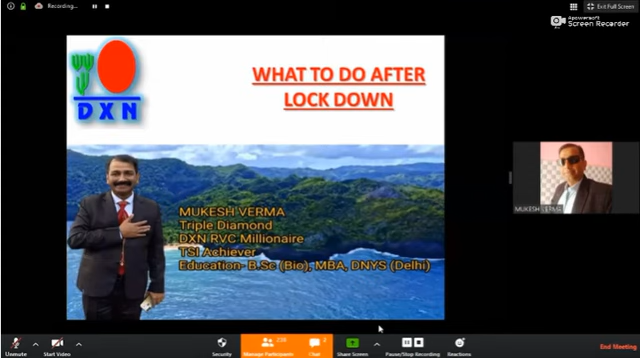 Recording...
Exit Full Screen
Apowersoft
Screen Recorder
DXN
WHAT TO DO AFTER
LOCK DOWN
MUKESH VERMA
Triple Diamond
DXN RVC Millionaire
TSI Achiever
Education- B.Sc (Bio), MBA, DNYS (Delhi)
MUKESH VERMA
Unmute
Start Video
Security
Manage Participants
238
Chat
2
Share Screen
Pause/Stop Recording
Reactions
End Meeting